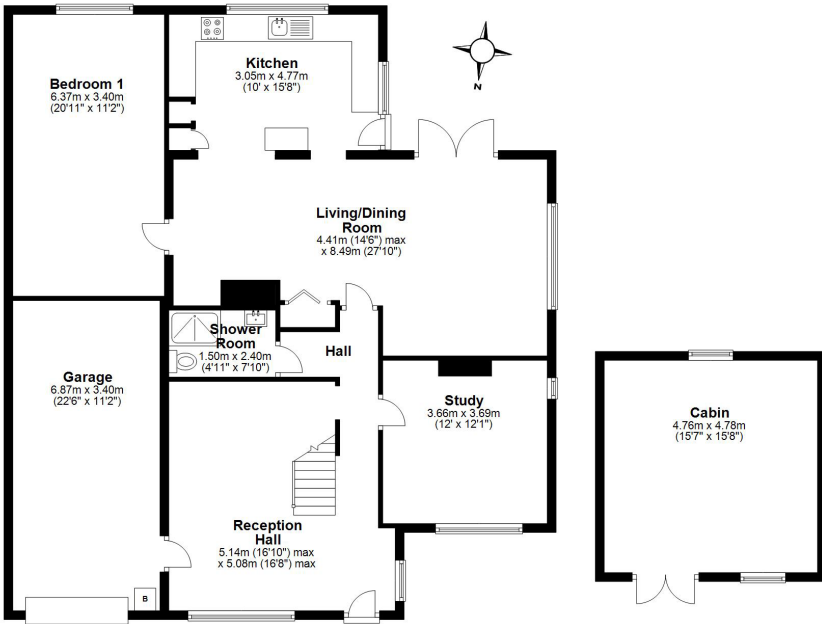 Kitchen
3.05m x 4.77m
(10' x 15'8")
N
Bedroom 1
6.37m x 3.40m
(20'11" x 11'2")
Living/Dining
Room
4.41m (14'6") max
x 8.49m (27'10")
Shower
Room
1.50m x 2.40m
(4'11" x 7'10")
Hall
Garage
6.87m x 3.40m
(22'6" x 11'2")
Study
3.66m x 3.69m
(12' x 12'1")
Cabin
4.76m x 4.78m
(15'7" x 15'8")
Reception
Hall
5.14m (16'10") max
x 5.08m (16'8") max
B